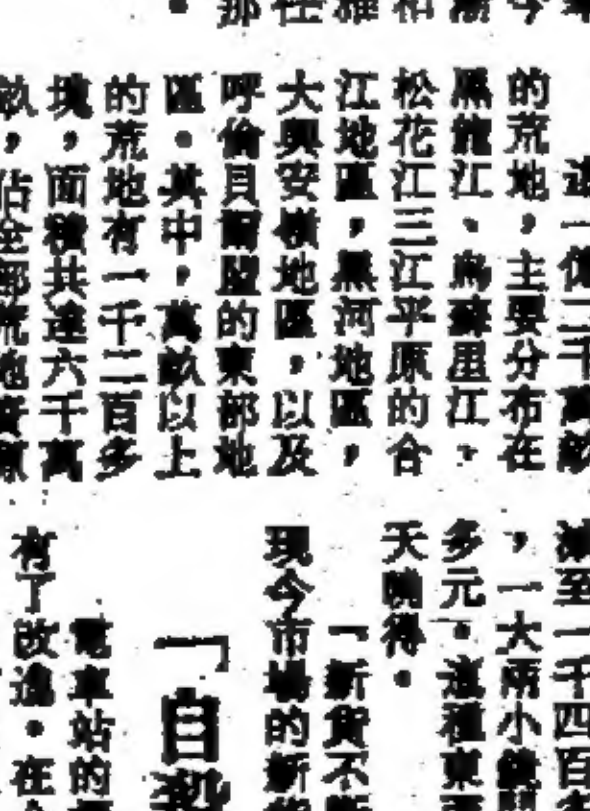 這一億二千萬畝
的荒地，主要分布在
黑龍江、烏蘇里江、
松花江三江平原的合
江地區，黑河地區，
大興安嶺地區，以及
呼倫貝爾盟的東部地
區。其中，萬畝以上
的荒地有一千二百多
塊，面積共達六千萬
畝，佔全部荒地資源
至一千四百
，一大兩小
多元。這種東
天曉得。
「新貨不
現今市場的新
「自
電車站的
有了改進。在